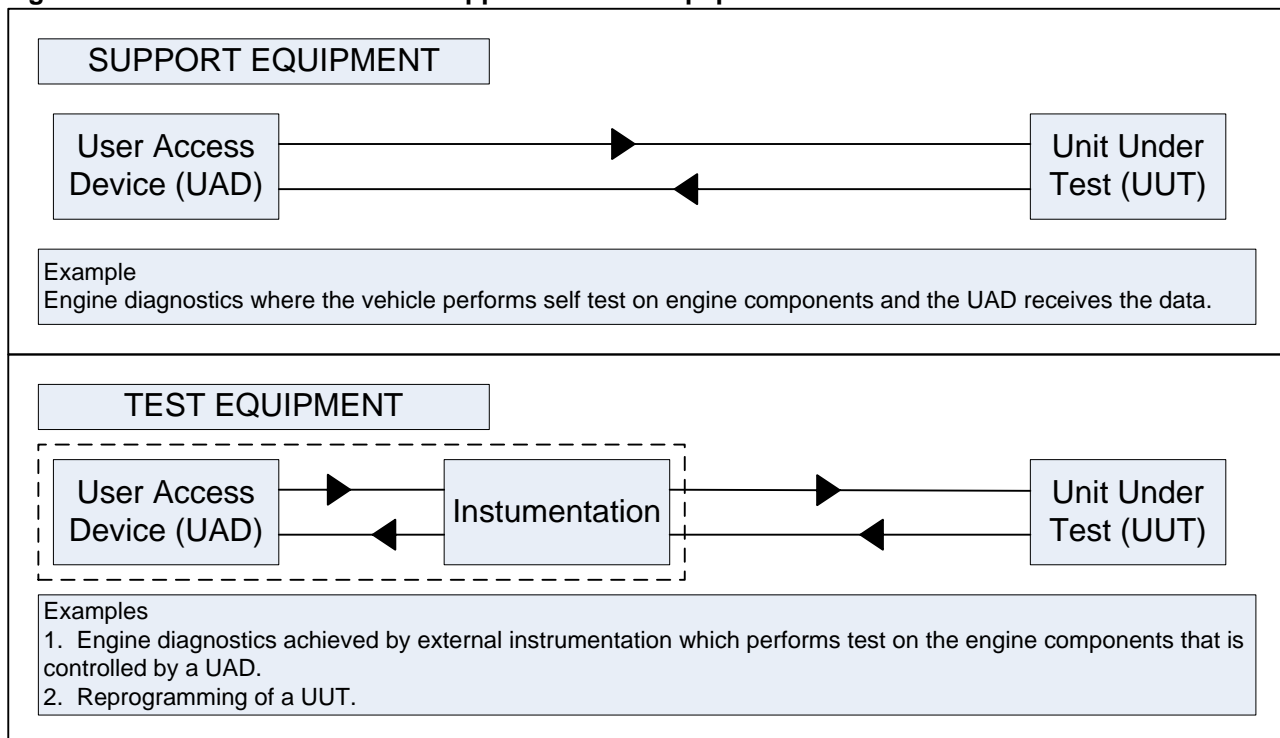 SUPPORT EQUIPMENT
User Access
Device (UAD)
Unit Under
Test (UUT)
Example
Engine diagnostics where the vehicle performs self test on engine components and the UAD receives the data.
TEST EQUIPMENT
User Access
Device (UAD)
Instumentation
Unit Under
Test (UUT)
Examples
1. Engine diagnostics achieved by external instrumentation which performs test on the engine components that is
controlled by a UAD.
2. Reprogramming of a UUT.